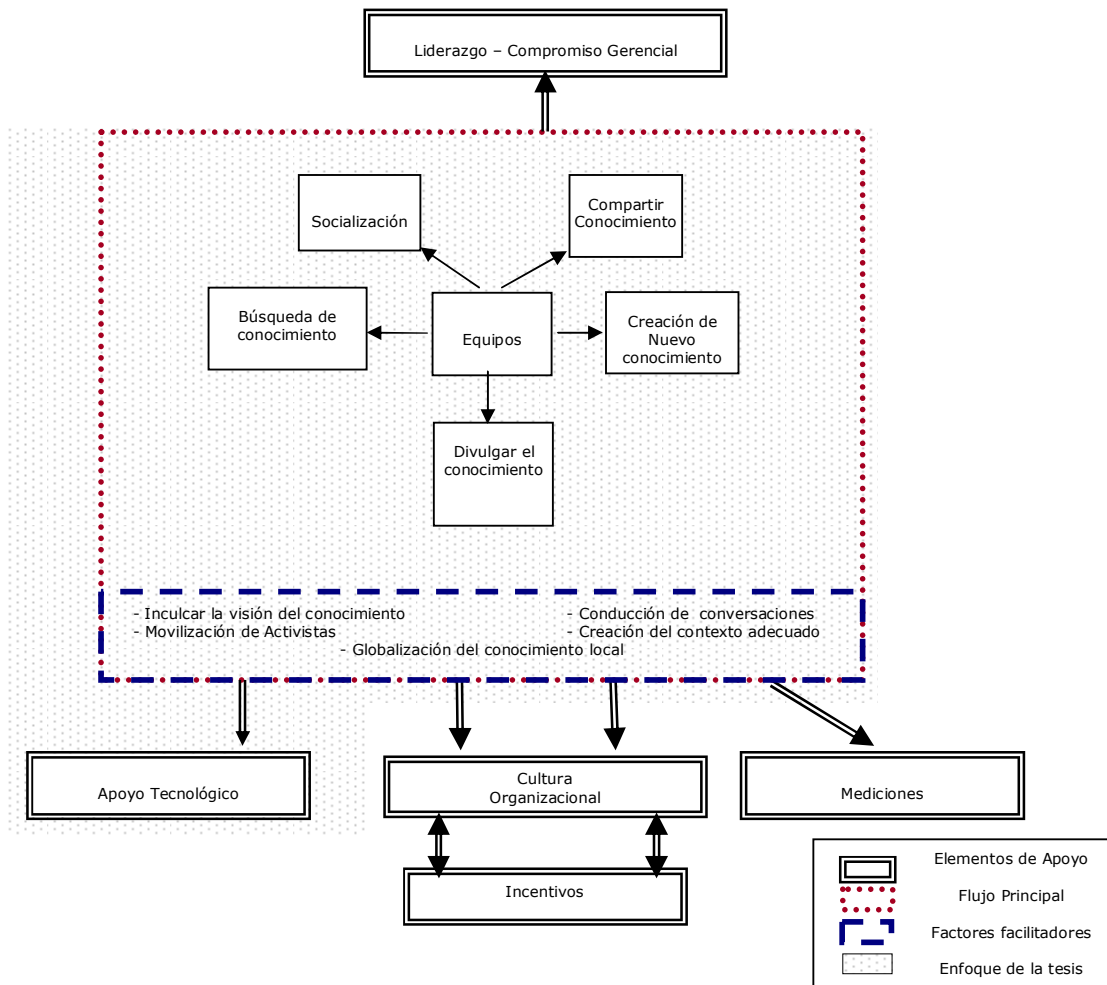 Liderazgo – Compromiso Gerencial
Socialización
Compartir
Conocimiento
Búsqueda de
conocimiento
Equipos
Creación de
Nuevo
conocimiento
Divulgar el
conocimiento
- Inculcar la visión del conocimiento
- Conducción de conversaciones
- Movilización de Activistas
- Creación del contexto adecuado
- Globalización del conocimiento local
Apoyo Tecnológico
Cultura
Organizacional
Mediciones
Incentivos
Elementos de Apoyo
Flujo Principal
Factores facilitadores
Enfoque de la tesis